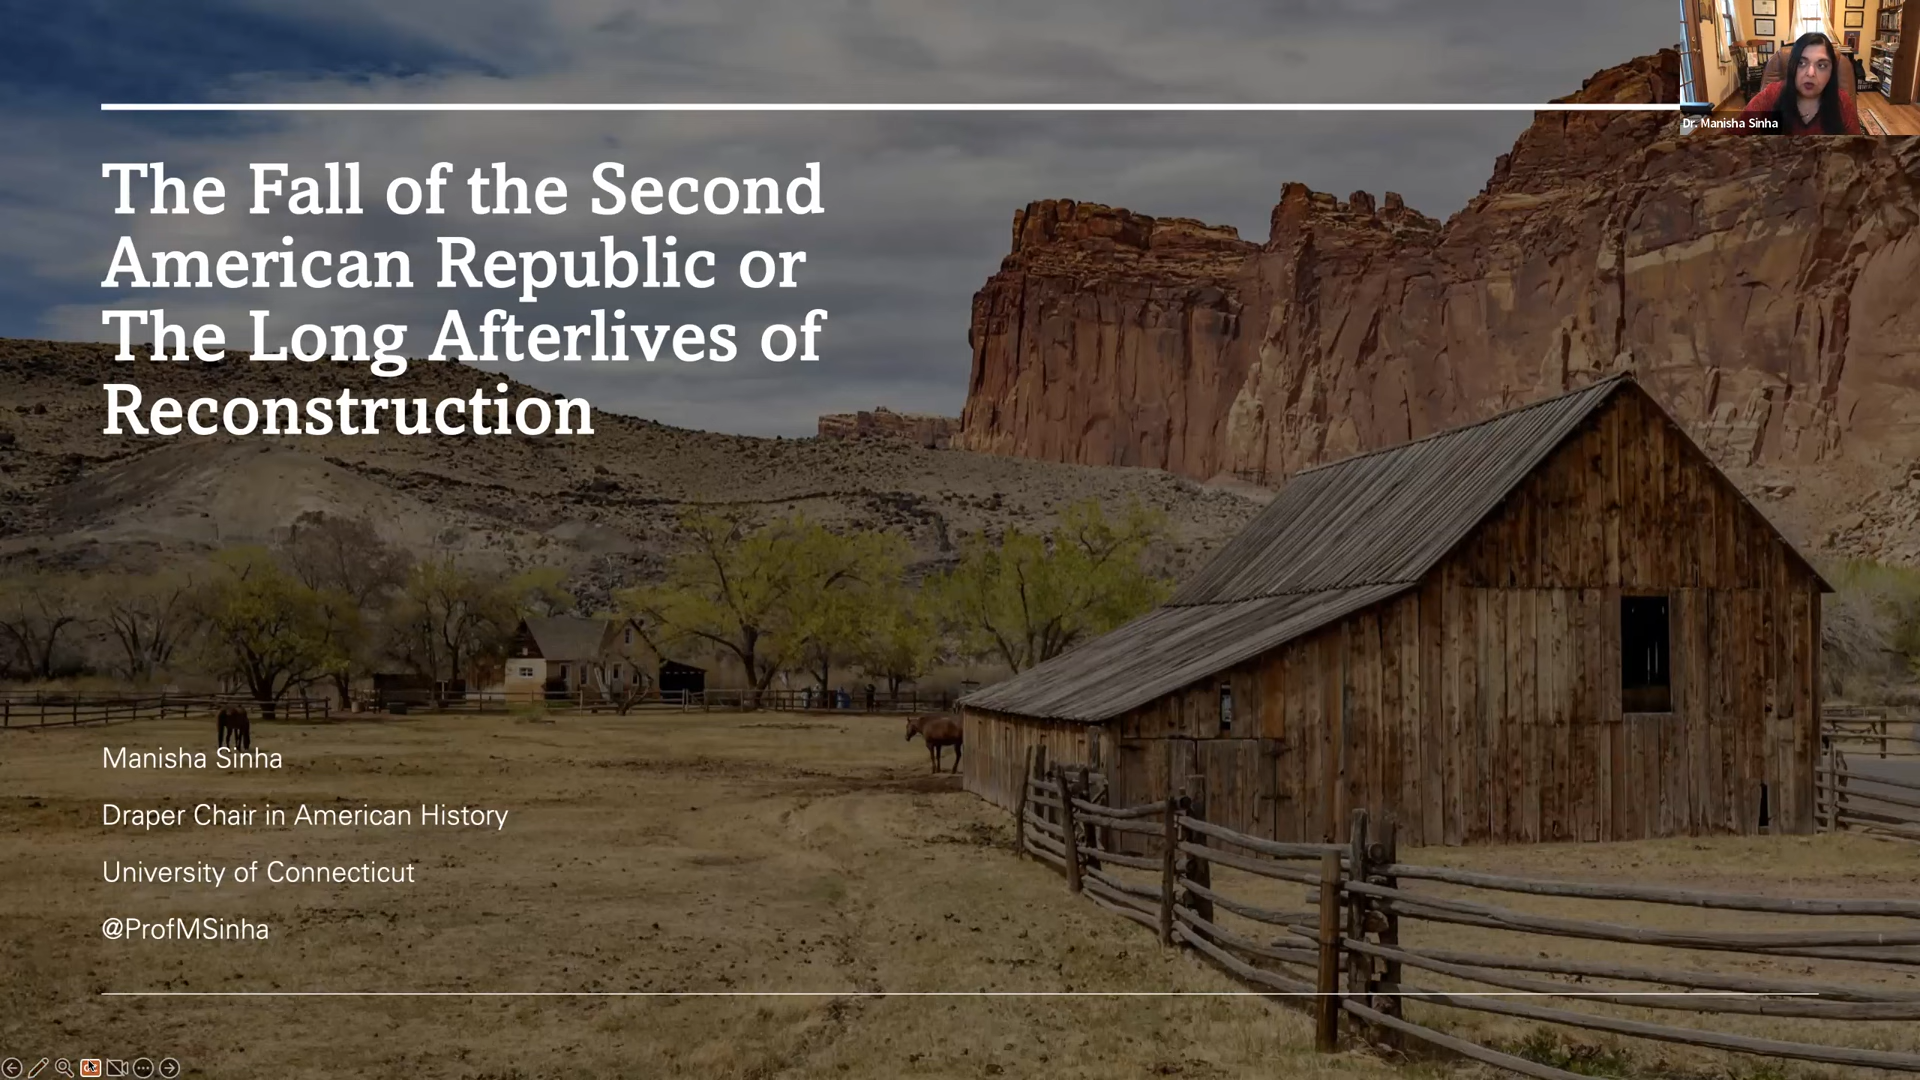 Dr. Manisha Sinha
The Fall of the Second
American Republic or
The Long Afterlives of
Reconstruction
Manisha Sinha
Draper Chair in American History
University of Connecticut
@ProfMSinha